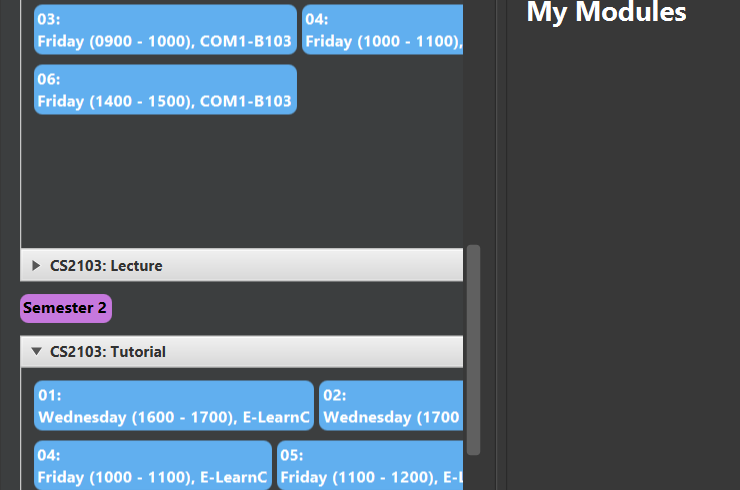 My Modules
03:
Friday (0900 - 1000), COM1-B103
04:
Friday (1000 - 1100),
06:
Friday (1400 - 1500), COM1-B103
CS2103: Lecture
Semester 2
CS2103: Tutorial
01:
Wednesday (1600 - 1700), E-LearnC
02:
Wednesday (1700
04:
Friday (1000 - 1100), E-LearnC
05:
Friday (1100 - 1200), E-L